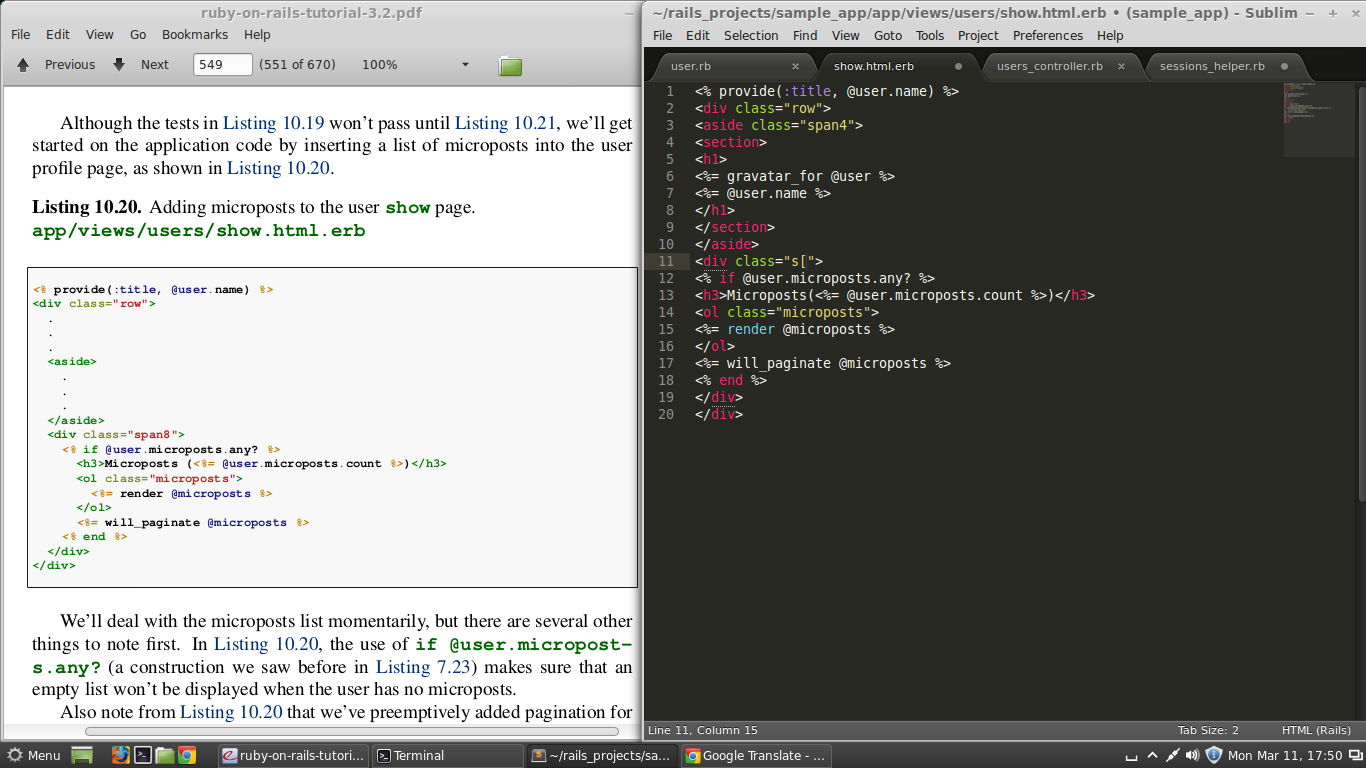 ruby-on-rails-tutorial-3.2.pdf
File Edit View Go Bookmarks Help
Previous Next 549 (551 of 670) 100%
Although the tests in Listing 10.19 won't pass until Listing 10.21, we'll get
started on the application code by inserting a list of microposts into the user
profile page, as shown in Listing 10.20.
Listing 10.20. Adding microposts to the user show page.
app/views/users/show.html.erb
<% provide(:title, @user.name) %>
<div class="row">
.
.
.
<aside>
.
.
.
</aside>
<div class="span8">
<% if @user.microposts.any? %>
<h3>Microposts (<%= @user.microposts.count %>)</h3>
<ol class="microposts">
<%= render @microposts %>
</ol>
<%= will_paginate @microposts %>
<% end %>
</div>
</div>
We'll deal with the microposts list momentarily, but there are several other
things to note first. In Listing 10.20, the use of if @user.micropost-
s.any? (a construction we saw before in Listing 7.23) makes sure that an
empty list won't be displayed when the user has no microposts.
Also note from Listing 10.20 that we've preemptively added pagination for
~/rails_projects/sample_app/app/views/users/show.html.erb • (sample_app) - Sublim
File Edit Selection Find View Goto Tools Project Preferences Help
user.rb show.html.erb users_controller.rb sessions_helper.rb
1 <% provide(:title, @user.name) %>
2 <div class="row">
3 <aside class="span4">
4 <section>
5 <h1>
6 <%= gravatar_for @user %>
7 <%= @user.name %>
8 </h1>
9 </section>
10 </aside>
11 <div class="s[">
12 <% if @user.microposts.any? %>
13 <h3>Microposts(<%= @user.microposts.count %>)</h3>
14 <ol class="microposts">
15 <%= render @microposts %>
16 </ol>
17 <%= will_paginate @microposts %>
18 <% end %>
19 </div>
20 </div>
Line 11, Column 15 Tab Size: 2 HTML (Rails)
Menu ruby-on-rails-tutori... Terminal ~/rails_projects/sa... Google Translate - ... Mon Mar 11, 17:50